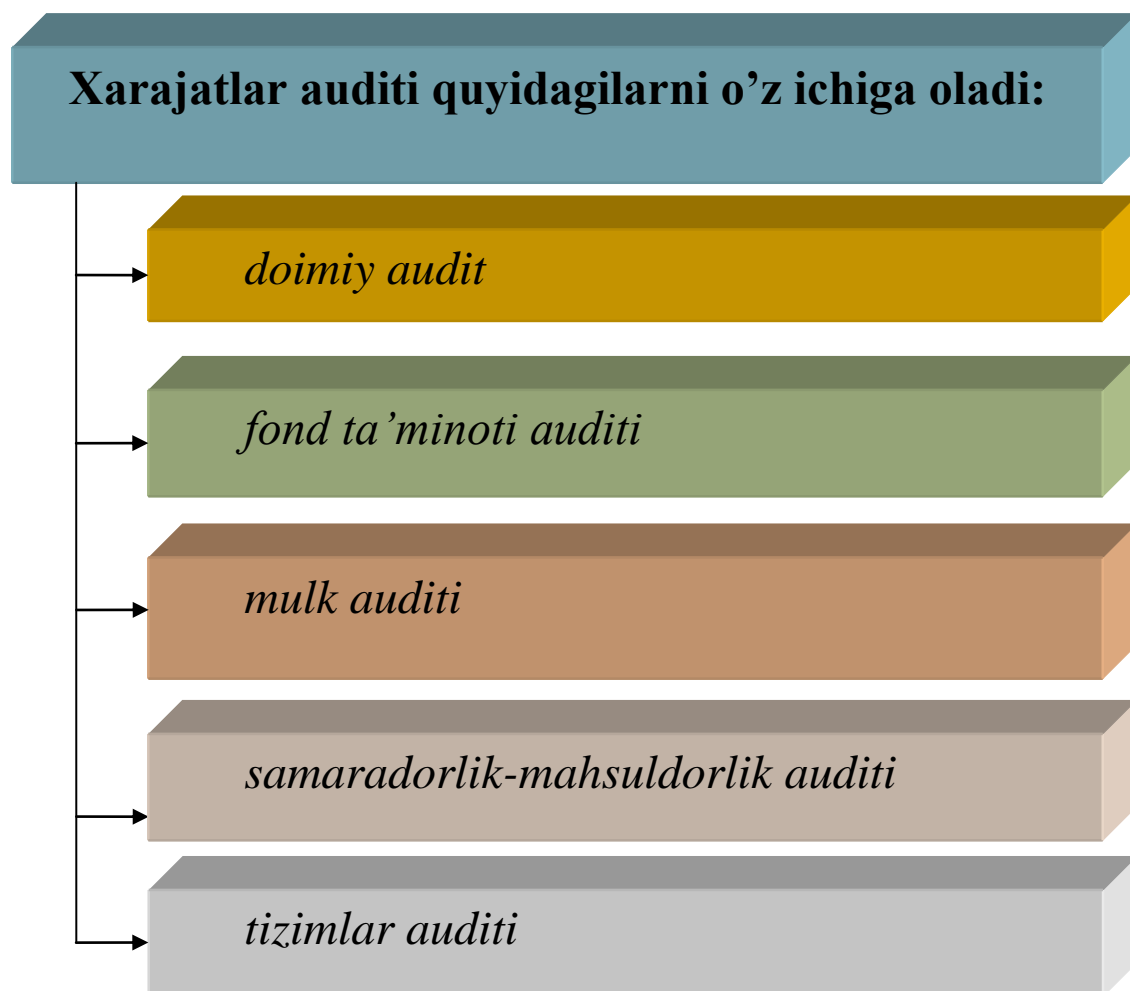 Xarajatlar auditi quyidagilarni o’z ichiga oladi:
doimiy audit
fond ta’minoti auditi
mulk auditi
samaradorlik-mahsuldorlik auditi
tizimlar auditi